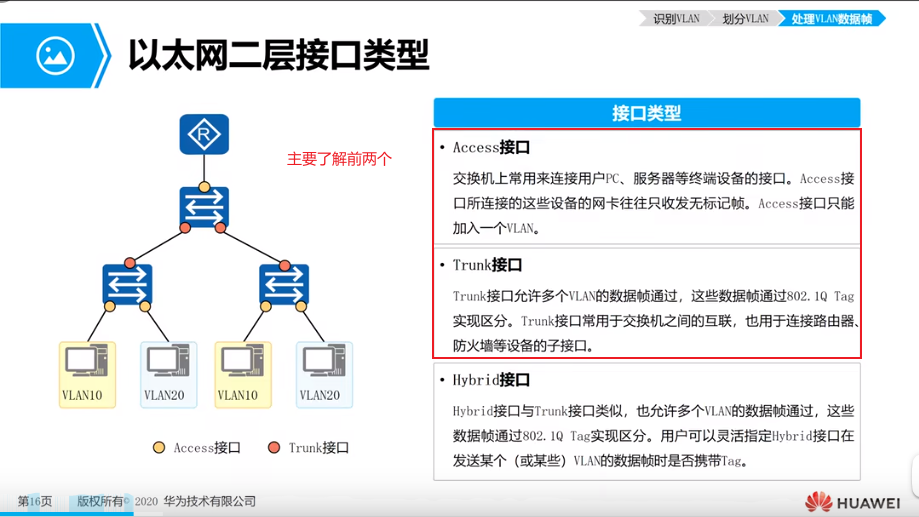 识别VLAN
划分VLAN
处理VLAN数据帧
以太网二层接口类型
R
主要了解前两个
VLAN10
VLAN20
VLAN10
VLAN20
Access接口
Trunk接口
接口类型
• Access接口
交换机上常用来连接用户PC、服务器等终端设备的接口。Access接
口所连接的这些设备的网卡往往只收发无标记帧。Access接口只能
加入一个VLAN。
• Trunk接口
Trunk接口允许多个VLAN的数据帧通过，这些数据帧通过802.1Q Tag
实现区分。Trunk接口常用于交换机之间的互联，也用于连接路由器、
防火墙等设备的子接口。
• Hybrid接口
Hybrid接口与Trunk接口类似，也允许多个VLAN的数据帧通过，这些
数据帧通过802.1Q Tag实现区分。用户可以灵活指定Hybrid接口在
发送某个（或某些）VLAN的数据帧时是否携带Tag。
第16页
版权所有© 2020 华为技术有限公司
HUAWEI